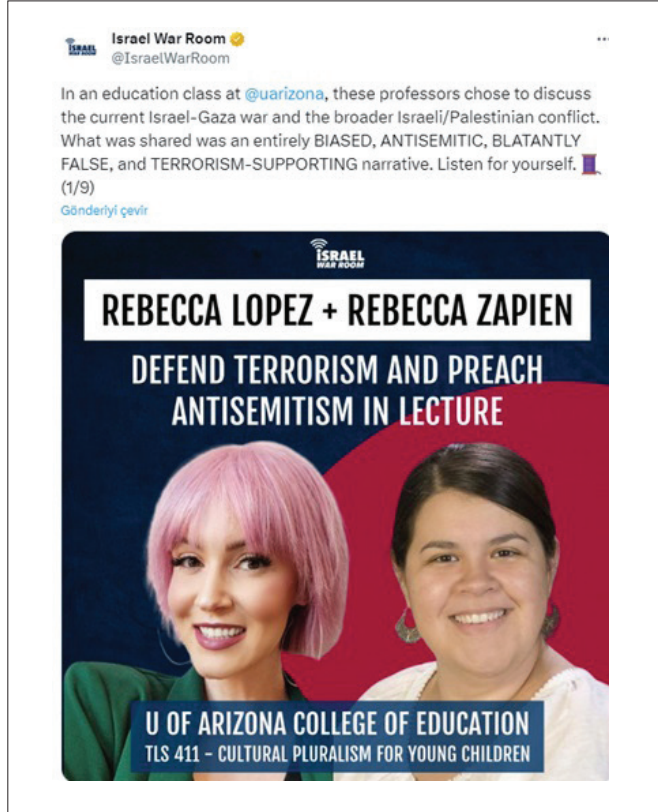 ISRAEL
WAR ROOM
Israel War Room
@IsraelWarRoom
In an education class at @uarizona, these professors chose to discuss
the current Israel-Gaza war and the broader Israeli/Palestinian conflict.
What was shared was an entirely BIASED, ANTISEMITIC, BLATANTLY
FALSE, and TERRORISM-SUPPORTING narrative. Listen for yourself. 🧵
(1/9)
Gönderiyi çevir
ISRAEL
WAR ROOM
REBECCA LOPEZ + REBECCA ZAPIEN
DEFEND TERRORISM AND PREACH
ANTISEMITISM IN LECTURE
U OF ARIZONA COLLEGE OF EDUCATION
TLS 411 – CULTURAL PLURALISM FOR YOUNG CHILDREN